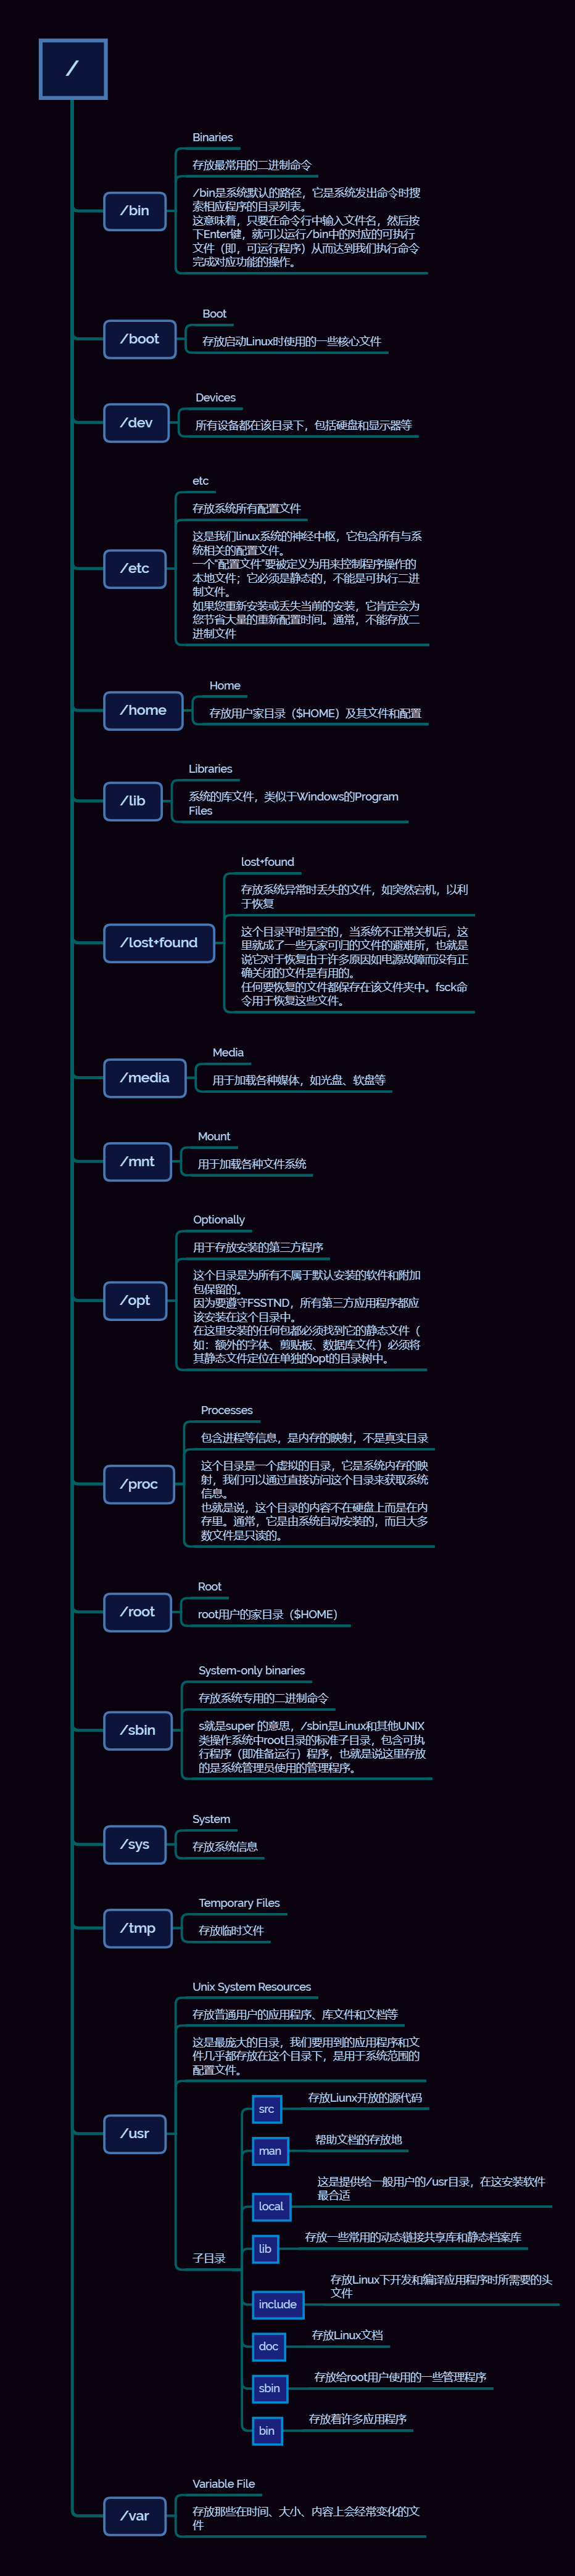 /
/bin
Binaries
存放最常用的二进制命令
/bin是系统默认的路径，它是系统发出命令时搜
索相应程序的目录列表。
这意味着，只要在命令行中输入文件名，然后按
下Enter键，就可以运行/bin中的对应的可执行
文件（即，可运行程序）从而达到我们执行命令
完成对应功能的操作。
/boot
Boot
存放启动Linux时使用的一些核心文件
/dev
Devices
所有设备都在该目录下，包括硬盘和显示器等
/etc
etc
存放系统所有配置文件
这是我们linux系统的神经中枢，它包含所有与系
统相关的配置文件。
一个“配置文件”要被定义为用来控制程序操作的
本地文件；它必须是静态的，不能是可执行二进
制文件。
如果您重新安装或丢失当前的安装，它肯定会为
您节省大量的重新配置时间。通常，不能存放二
进制文件
/home
Home
存放用户家目录（$HOME）及其文件和配置
/lib
Libraries
系统的库文件，类似于Windows的Program
Files
/lost+found
lost+found
存放系统异常时丢失的文件，如突然宕机，以利
于恢复
这个目录平时是空的，当系统不正常关机后，这
里就成了一些无家可归的文件的避难所，也就是
说它对于恢复由于许多原因如电源故障而没有正
确关闭的文件是有用的。
任何要恢复的文件都保存在该文件夹中。fsck命
令用于恢复这些文件。
/media
Media
用于加载各种媒体，如光盘、软盘等
/mnt
Mount
用于加载各种文件系统
/opt
Optionally
用于存放安装的第三方程序
这个目录是为所有不属于默认安装的软件和附加
包保留的。
因为要遵守FSSTND，所有第三方应用程序都应
该安装在这个目录中。
在这里安装的任何包都必须找到它的静态文件（
如：额外的字体、剪贴板、数据库文件）必须将
其静态文件定位在单独的opt的目录树中。
/proc
Processes
包含进程等信息，是内存的映射，不是真实目录
这个目录是一个虚拟的目录，它是系统内存的映
射，我们可以通过直接访问这个目录来获取系统
信息。
也就是说，这个目录的内容不在硬盘上而是在内
存里。通常，它是由系统自动安装的，而且大多
数文件是只读的。
/root
Root
root用户的家目录（$HOME）
/sbin
System-only binaries
存放系统专用的二进制命令
s就是super 的意思，/sbin是Linux和其他UNIX
类操作系统中root目录的标准子目录，包含可执
行程序（即准备运行）程序，也就是说这里存放
的是系统管理员使用的管理程序。
/sys
System
存放系统信息
/tmp
Temporary Files
存放临时文件
/usr
Unix System Resources
存放普通用户的应用程序、库文件和文档等
这是最庞大的目录，我们要用到的应用程序和文
件几乎都存放在这个目录下，是用于系统范围的
配置文件。
子目录
src
存放Liunx开放的源代码
man
帮助文档的存放地
local
这是提供给一般用户的/usr目录，在这安装软件
最合适
lib
存放一些常用的动态链接共享库和静态档案库
include
存放Linux下开发和编译应用程序时所需要的头
文件
doc
存放Linux文档
sbin
存放给root用户使用的一些管理程序
bin
存放着许多应用程序
/var
Variable File
存放那些在时间、大小、内容上会经常变化的文
件